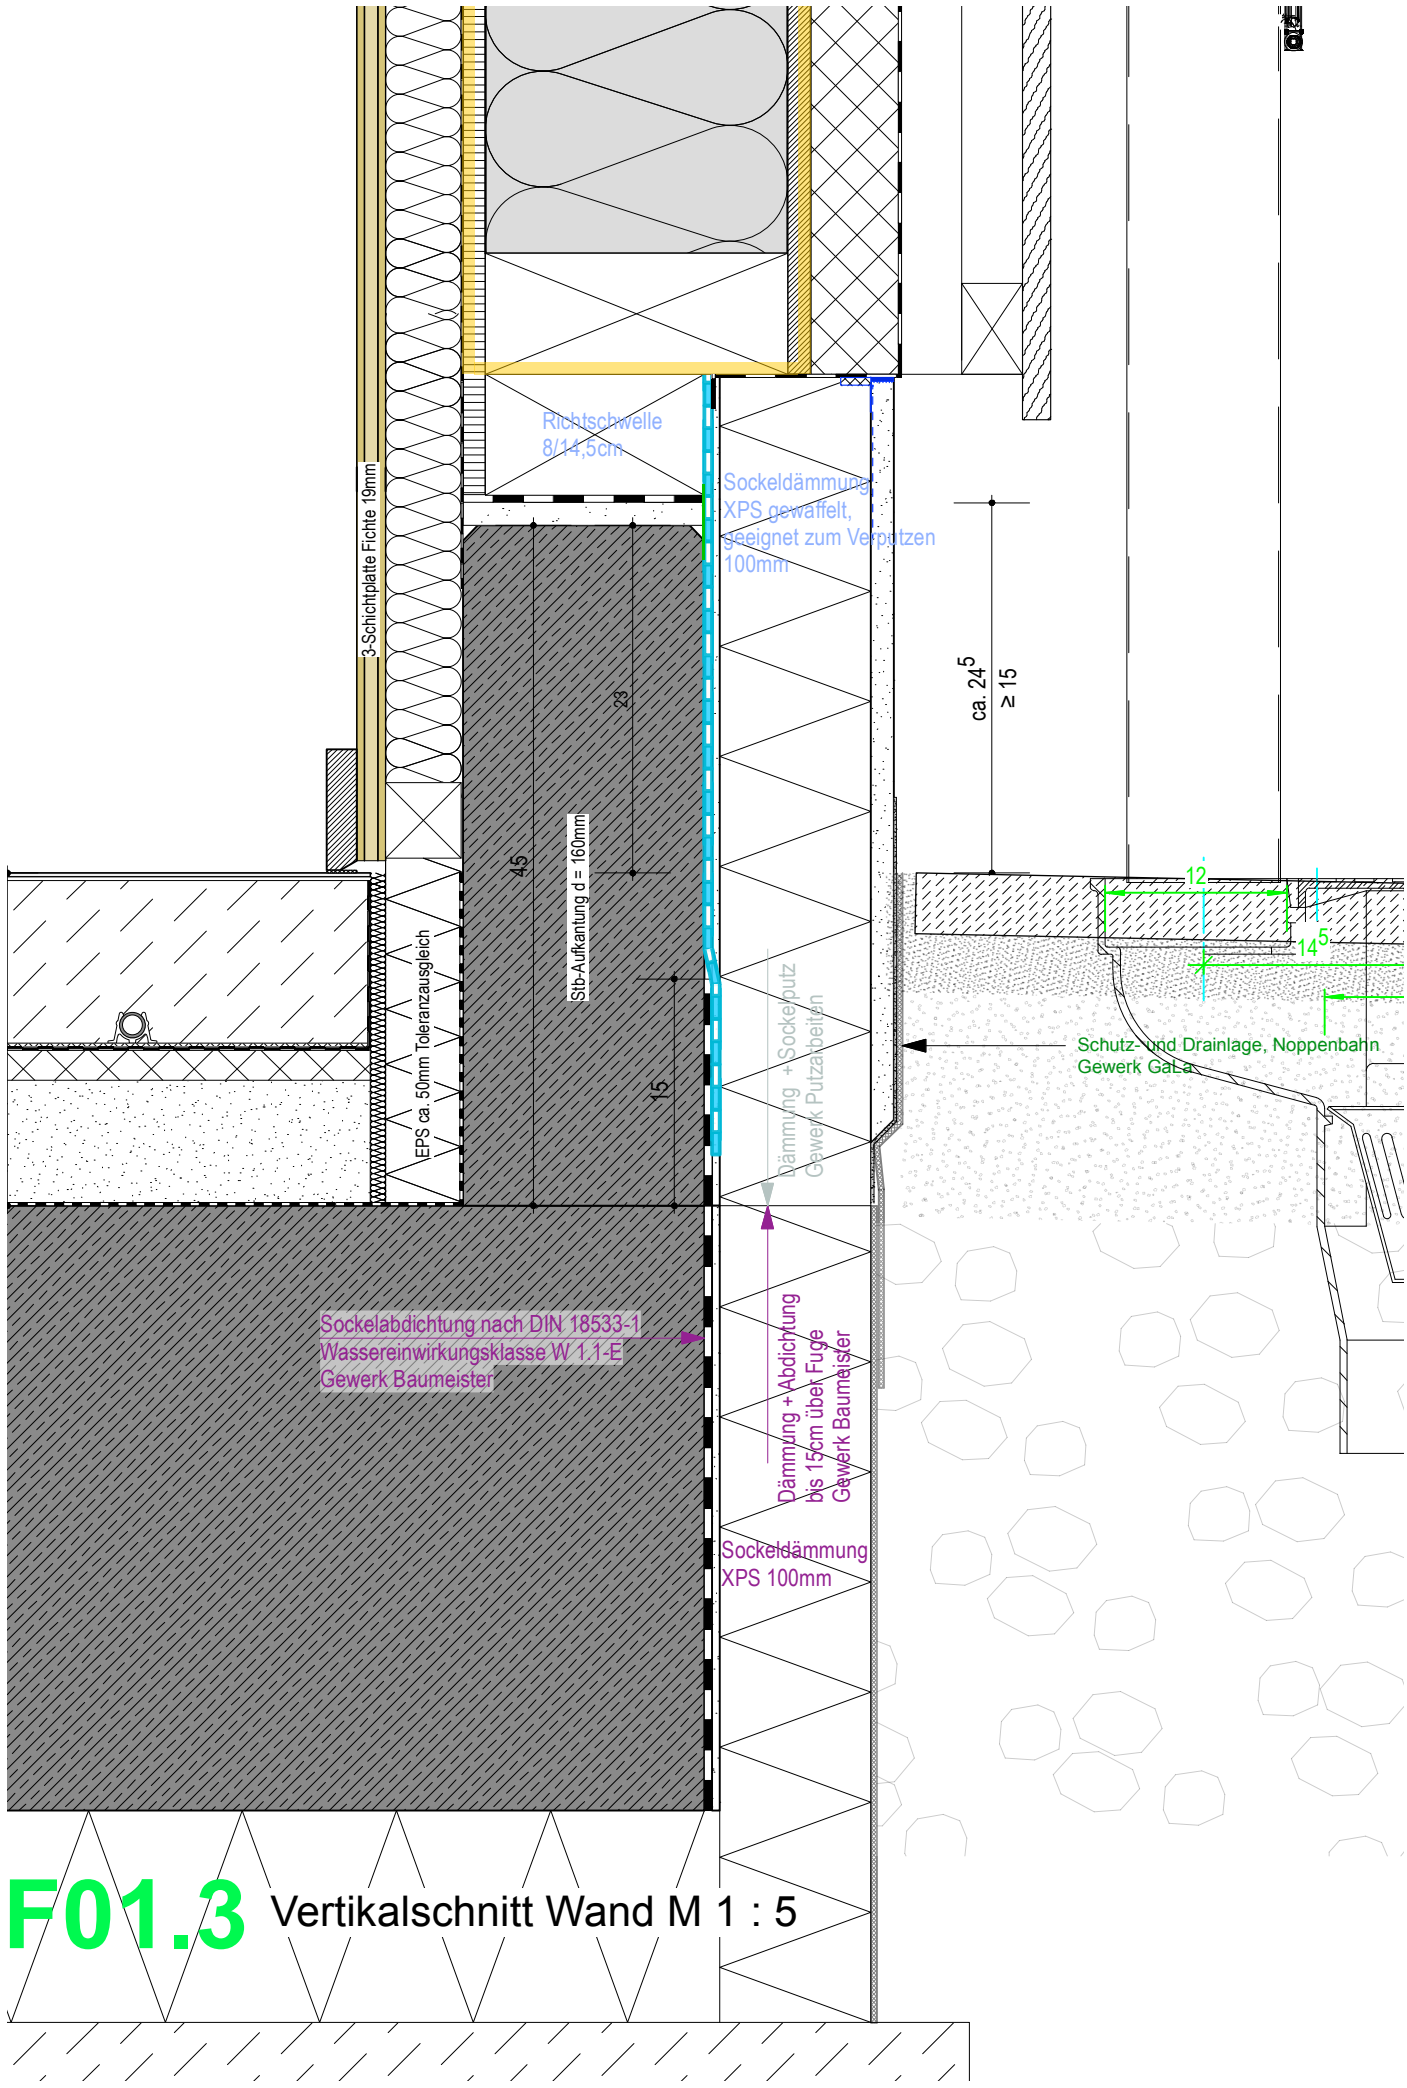 Richtschwelle
8/14,5cm
Sockeldämmung
XPS gewaffelt,
geeignet zum Verputzen
100mm
3-Schichtplatte Fichte 19mm
ca. 24⁵
≥ 15
23
45
Stb-Aufkantung d = 160mm
EPS ca. 50mm Toleranzausgleich
15
Dämmung + Sockelputz
Gewerk Putzarbeiten
12
14⁵
Schutz- und Drainlage, Noppenbahn
Gewerk GaLa
Sockelabdichtung nach DIN 18533-1
Wassereinwirkungsklasse W 1.1-E
Gewerk Baumeister
Dämmung + Abdichtung
bis 15cm über Fuge
Gewerk Baumeister
Sockeldämmung
XPS 100mm
F01.3 Vertikalschnitt Wand M 1 : 5